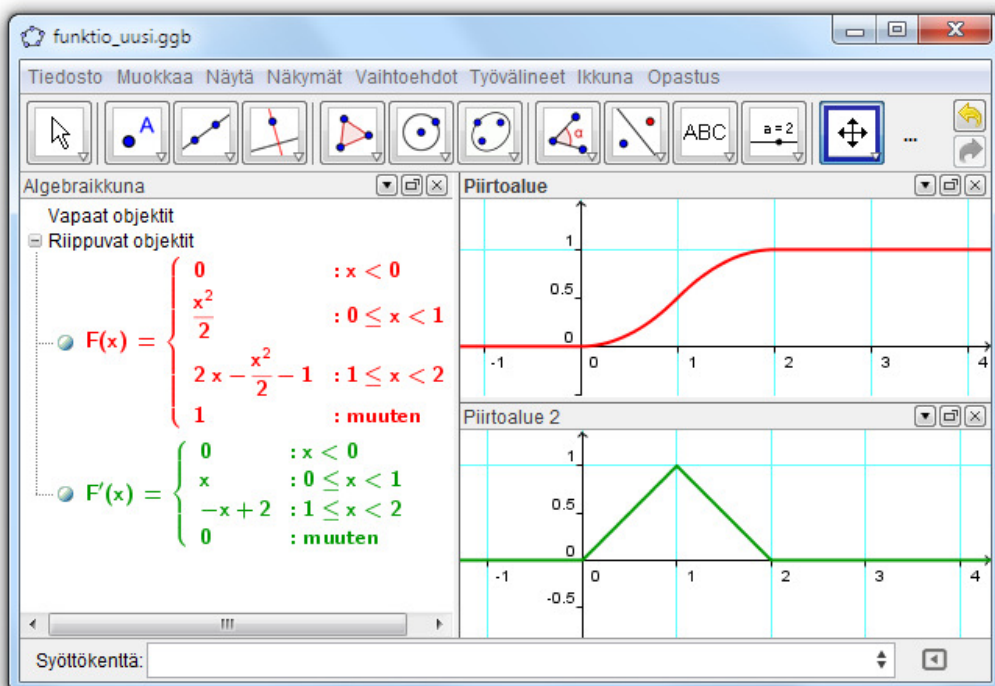 funktio_uusi.ggb
Tiedosto Muokkaa Näytä Näkymät Vaihtoehdot Työvälineet Ikkuna Opastus
A α ABC a=2 ...
Algebraikkuna
Vapaat objektit
Riippuvat objektit
F(x) = { 0 : x < 0
x²/2 : 0 ≤ x < 1
2 x − x²/2 − 1 : 1 ≤ x < 2
1 : muuten
F′(x) = { 0 : x < 0
x : 0 ≤ x < 1
−x + 2 : 1 ≤ x < 2
0 : muuten
Piirtoalue
1
0.5
0
-1 0 1 2 3 4
Piirtoalue 2
1
0.5
0
-1 0 1 2 3 4
-0.5
Syöttökenttä: